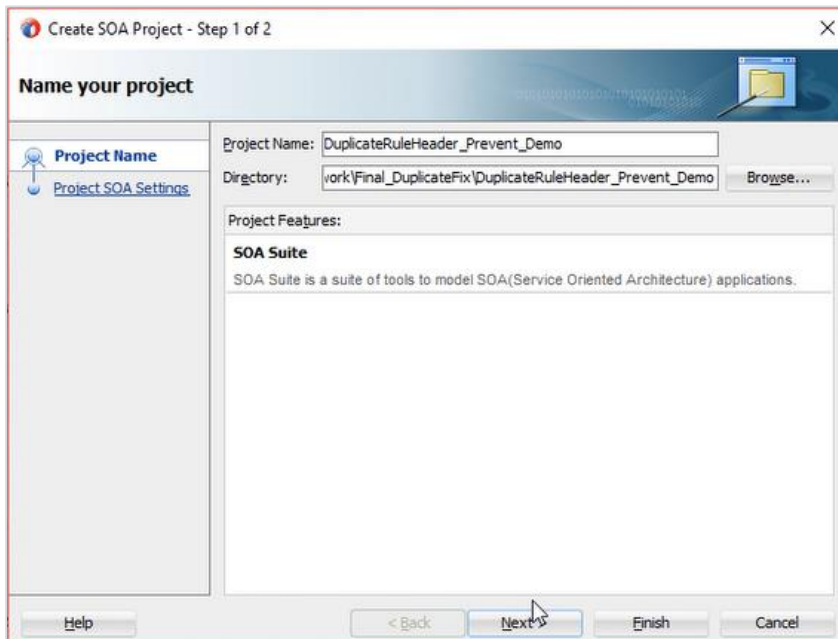 Create SOA Project - Step 1 of 2
Name your project
Project Name
Project SOA Settings
Project Name: DuplicateRuleHeader_Prevent_Demo
Directory: \Final_DuplicateFix\DuplicateRuleHeader_Prevent_Demo Browse...
Project Features:
SOA Suite
SOA Suite is a suite of tools to model SOA(Service Oriented Architecture) applications.
Help < Back Next > Finish Cancel